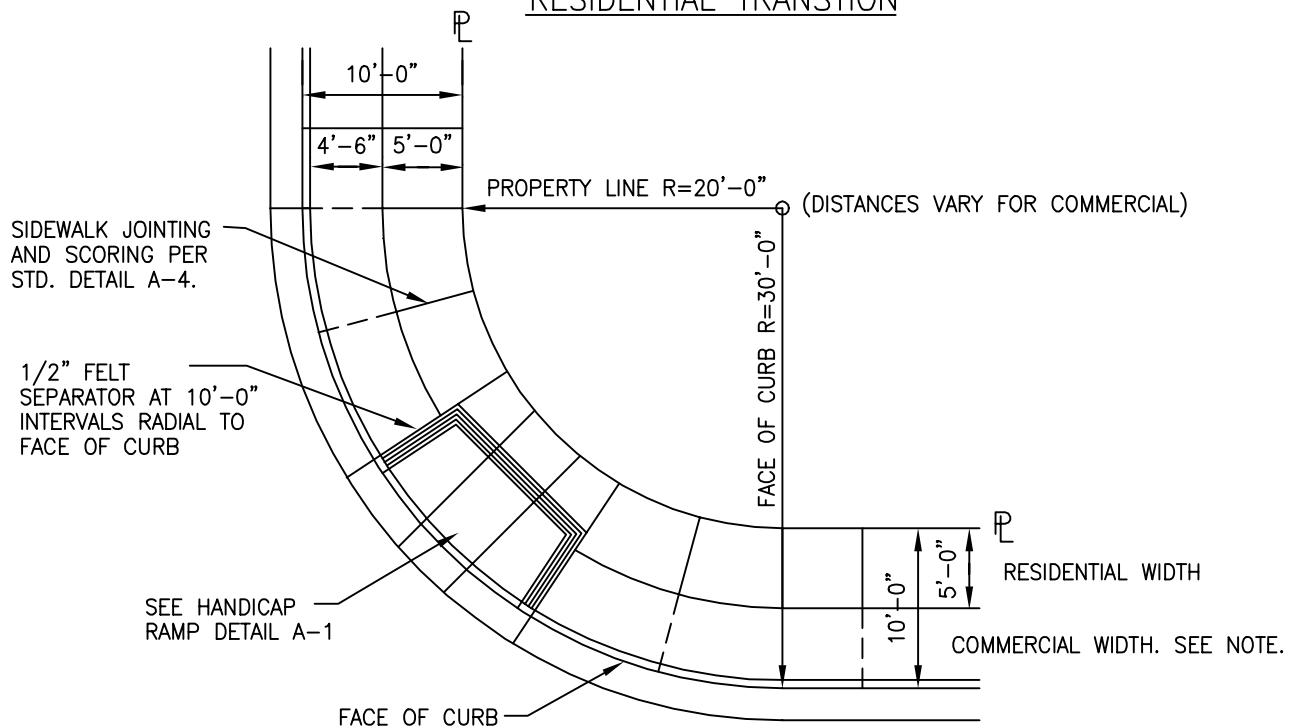 RESIDENTIAL TRANSTION
PL
10'-0"
4'-6" 5'-0"
PROPERTY LINE R=20'-0"
(DISTANCES VARY FOR COMMERCIAL)
SIDEWALK JOINTING
AND SCORING PER
STD. DETAIL A-4.
FACE OF CURB R=30'-0"
1/2" FELT
SEPARATOR AT 10'-0"
INTERVALS RADIAL TO
FACE OF CURB
PL
5'-0"
RESIDENTIAL WIDTH
10'-0"
COMMERCIAL WIDTH. SEE NOTE.
SEE HANDICAP
RAMP DETAIL A-1
FACE OF CURB